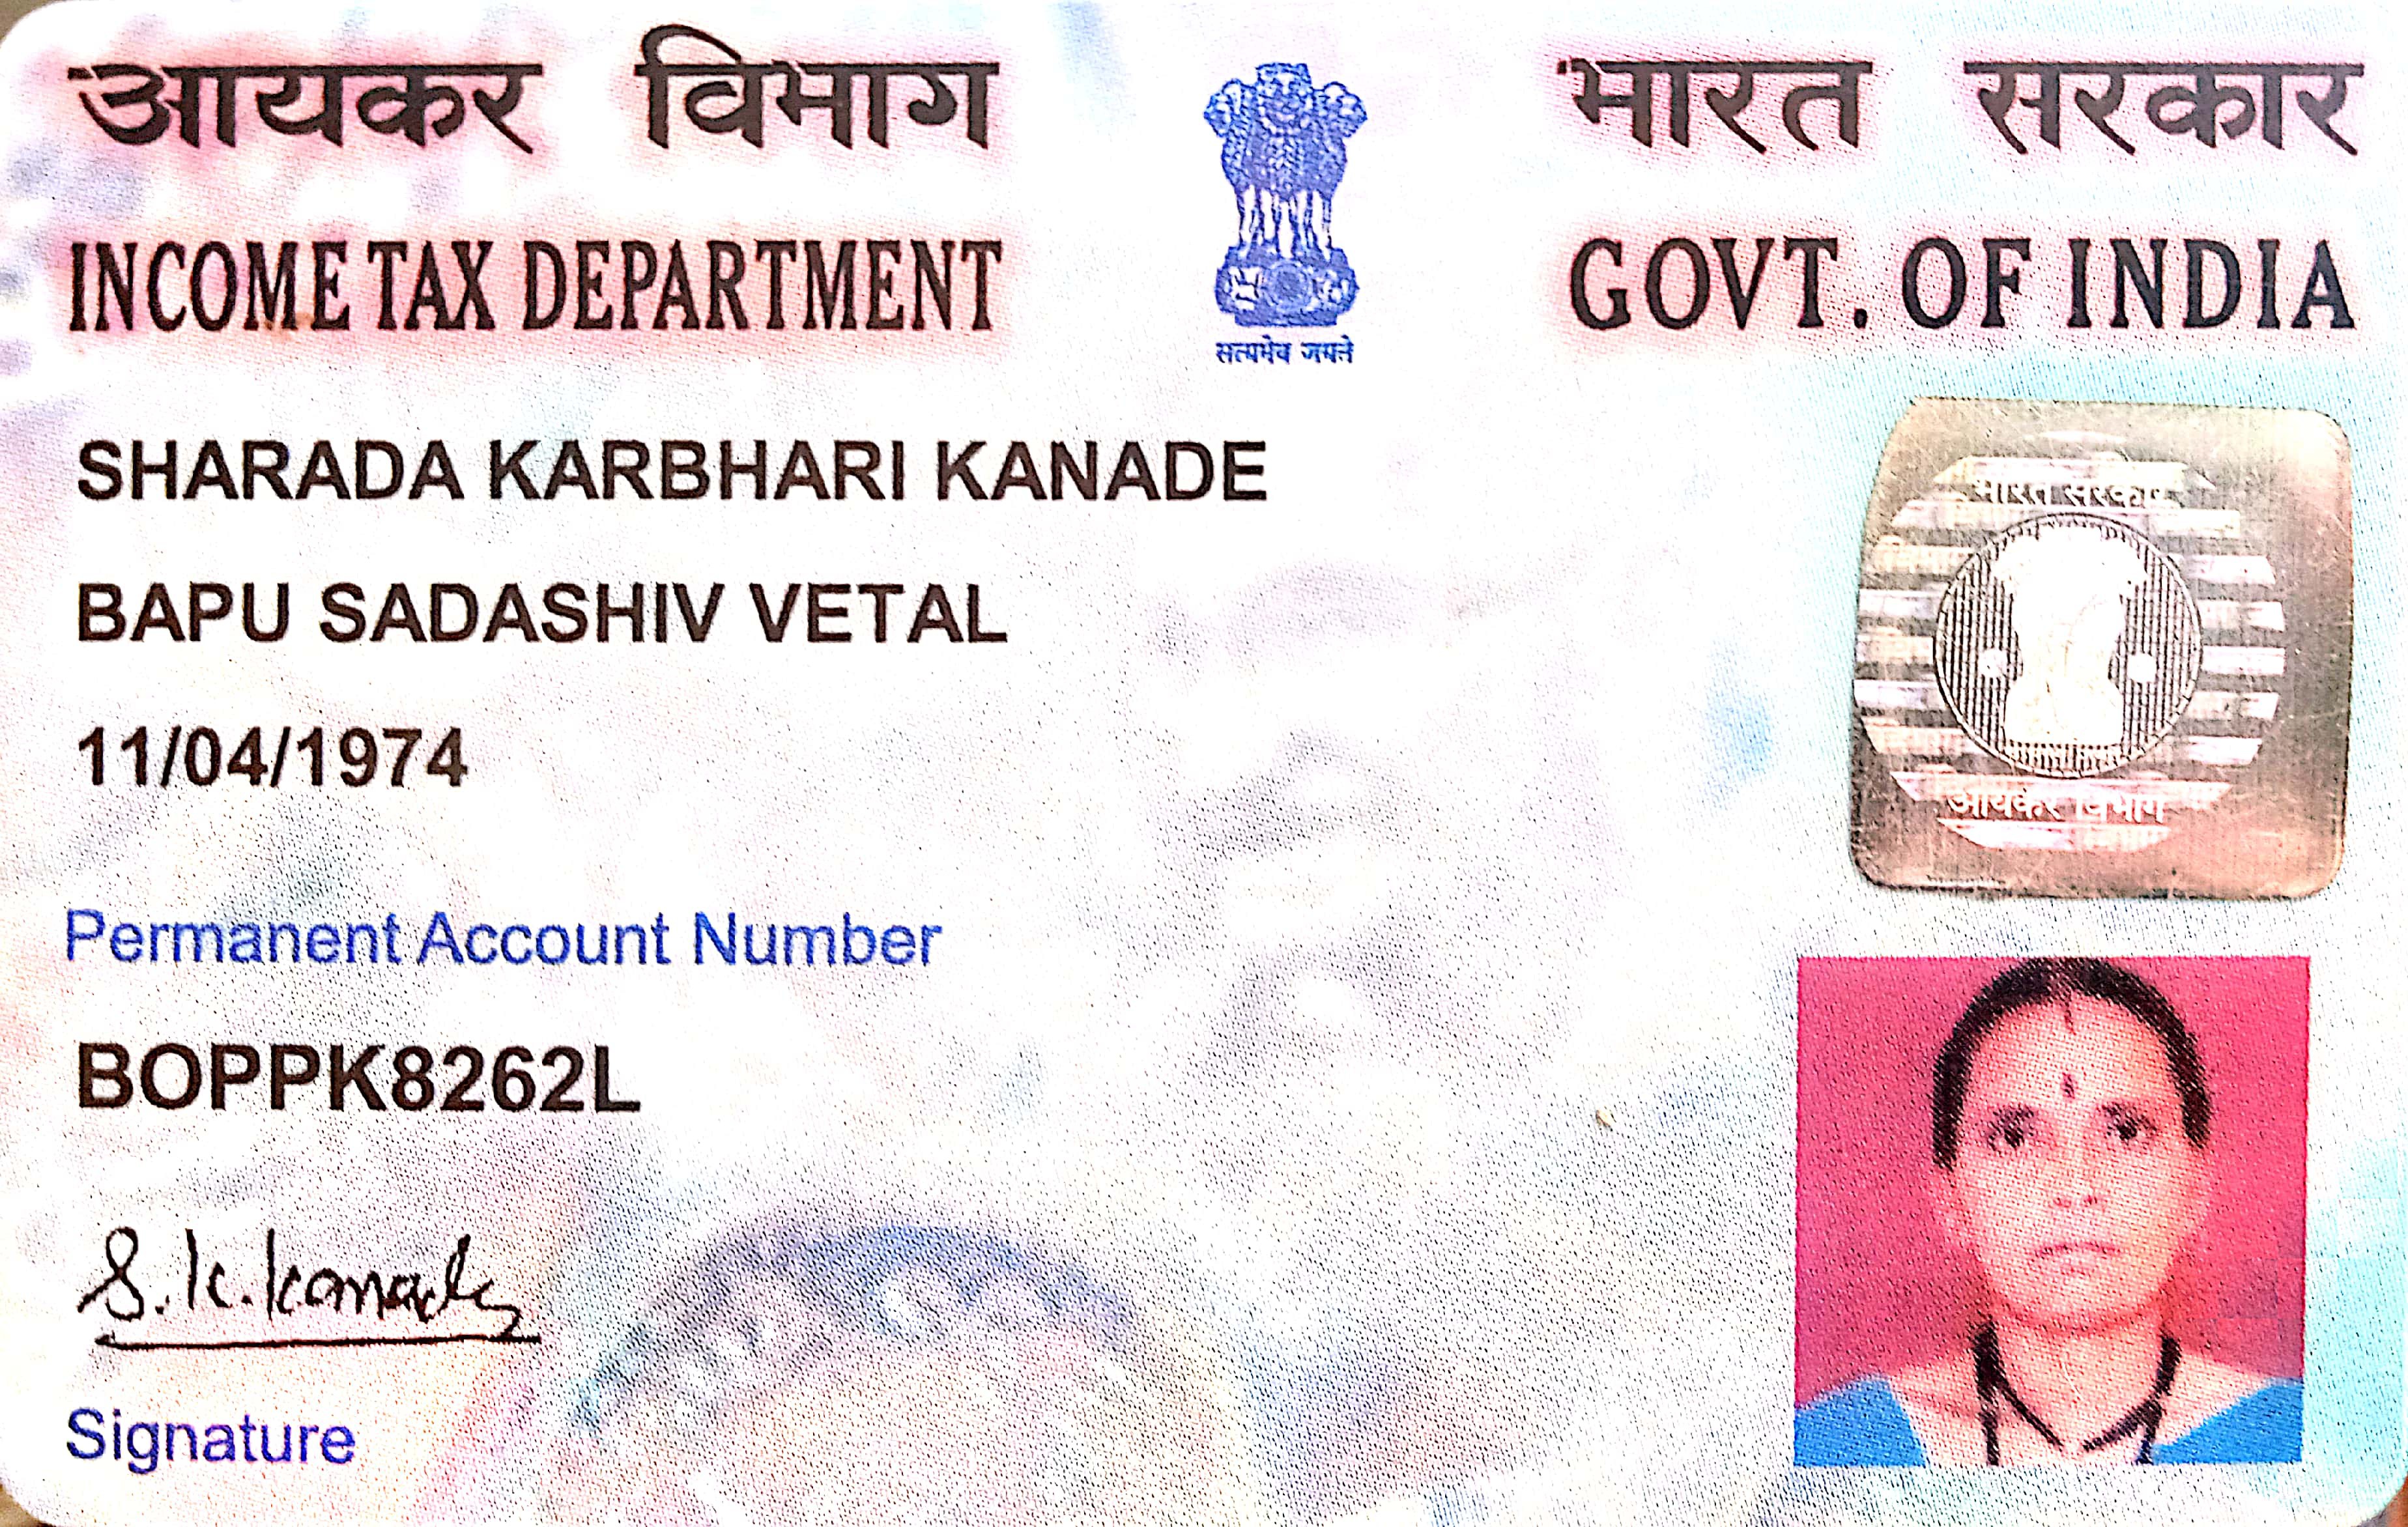 आयकर विभाग
भारत सरकार
INCOME TAX DEPARTMENT
GOVT. OF INDIA
सत्यमेव जयते
SHARADA KARBHARI KANADE
BAPU SADASHIV VETAL
11/04/1974
भारत सरकार
आयकर विभाग
Permanent Account Number
BOPPK8262L
S. K. Kanade
Signature